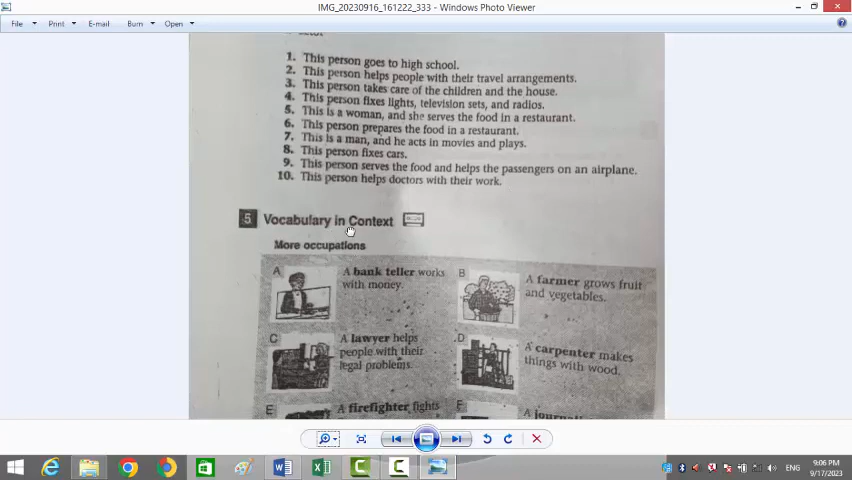 IMG_20230916_161222_333 - Windows Photo Viewer
File Print E-mail Burn Open
1. This person goes to high school.
2. This person helps people with their travel arrangements.
3. This person takes care of the children and the house.
4. This person fixes lights, television sets, and radios.
5. This is a woman, and she serves the food in a restaurant.
6. This person prepares the food in a restaurant.
7. This is a man, and he acts in movies and plays.
8. This person fixes cars.
9. This person serves the food and helps the passengers on an airplane.
10. This person helps doctors with their work.
5 Vocabulary in Context
More occupations
A
A bank teller works
with money.
B
A farmer grows fruit
and vegetables.
C
A lawyer helps
people with their
legal problems.
D
A carpenter makes
things with wood.
E
A firefighter fights
A
ENG
9:06 PM
9/17/2023